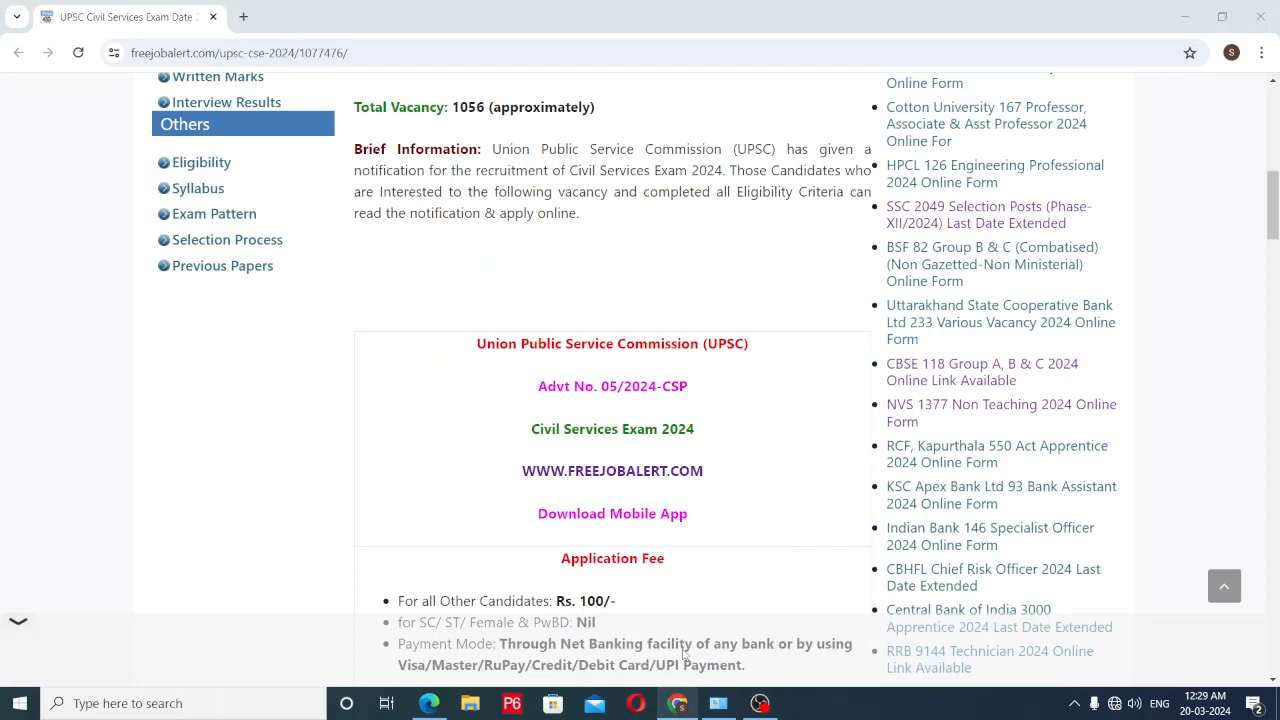 UPSC Civil Services Exam Date 2
freejobalert.com/upsc-cse-2024/1077476/
S
Written Marks
Interview Results
Others
Eligibility
Syllabus
Exam Pattern
Selection Process
Previous Papers
Total Vacancy: 1056 (approximately)
Brief Information: Union Public Service Commission (UPSC) has given a
notification for the recruitment of Civil Services Exam 2024. Those Candidates who
are Interested to the following vacancy and completed all Eligibility Criteria can
read the notification & apply online.
Union Public Service Commission (UPSC)
Advt No. 05/2024-CSP
Civil Services Exam 2024
WWW.FREEJOBALERT.COM
Download Mobile App
Application Fee
For all Other Candidates: Rs. 100/-
for SC/ ST/ Female & PwBD: Nil
Payment Mode: Through Net Banking facility of any bank or by using
Visa/Master/RuPay/Credit/Debit Card/UPI Payment.
Online Form
Cotton University 167 Professor,
Associate & Asst Professor 2024
Online For
HPCL 126 Engineering Professional
2024 Online Form
SSC 2049 Selection Posts (Phase-
XII/2024) Last Date Extended
BSF 82 Group B & C (Combatised)
(Non Gazetted-Non Ministerial)
Online Form
Uttarakhand State Cooperative Bank
Ltd 233 Various Vacancy 2024 Online
Form
CBSE 118 Group A, B & C 2024
Online Link Available
NVS 1377 Non Teaching 2024 Online
Form
RCF, Kapurthala 550 Act Apprentice
2024 Online Form
KSC Apex Bank Ltd 93 Bank Assistant
2024 Online Form
Indian Bank 146 Specialist Officer
2024 Online Form
CBHFL Chief Risk Officer 2024 Last
Date Extended
Central Bank of India 3000
Apprentice 2024 Last Date Extended
RRB 9144 Technician 2024 Online
Link Available
Type here to search
P6
12:29 AM
20-03-2024
2